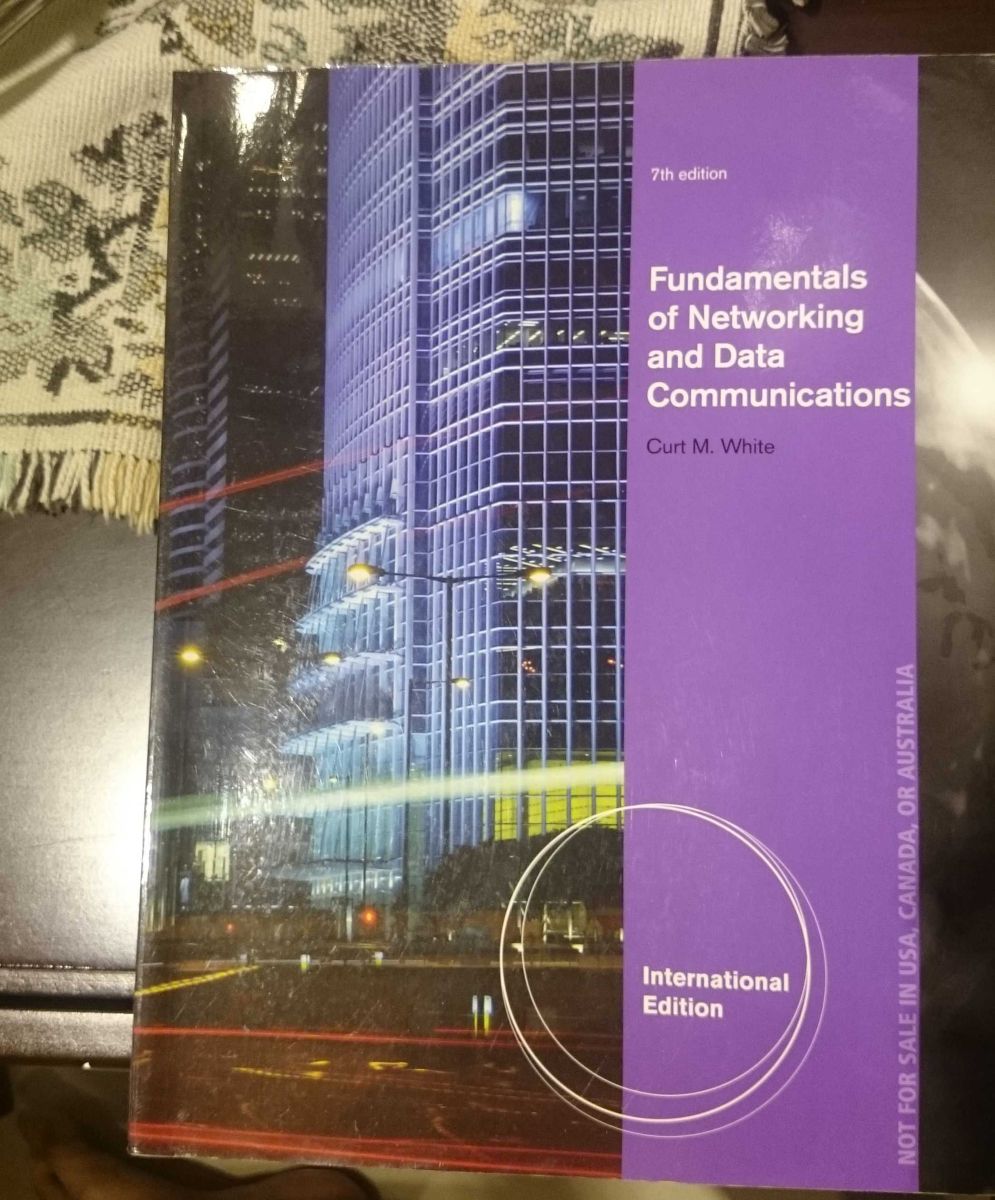 7th edition
Fundamentals
of Networking
and Data
Communications
Curt M. White
International
Edition
NOT FOR SALE IN USA, CANADA, OR AUSTRALIA